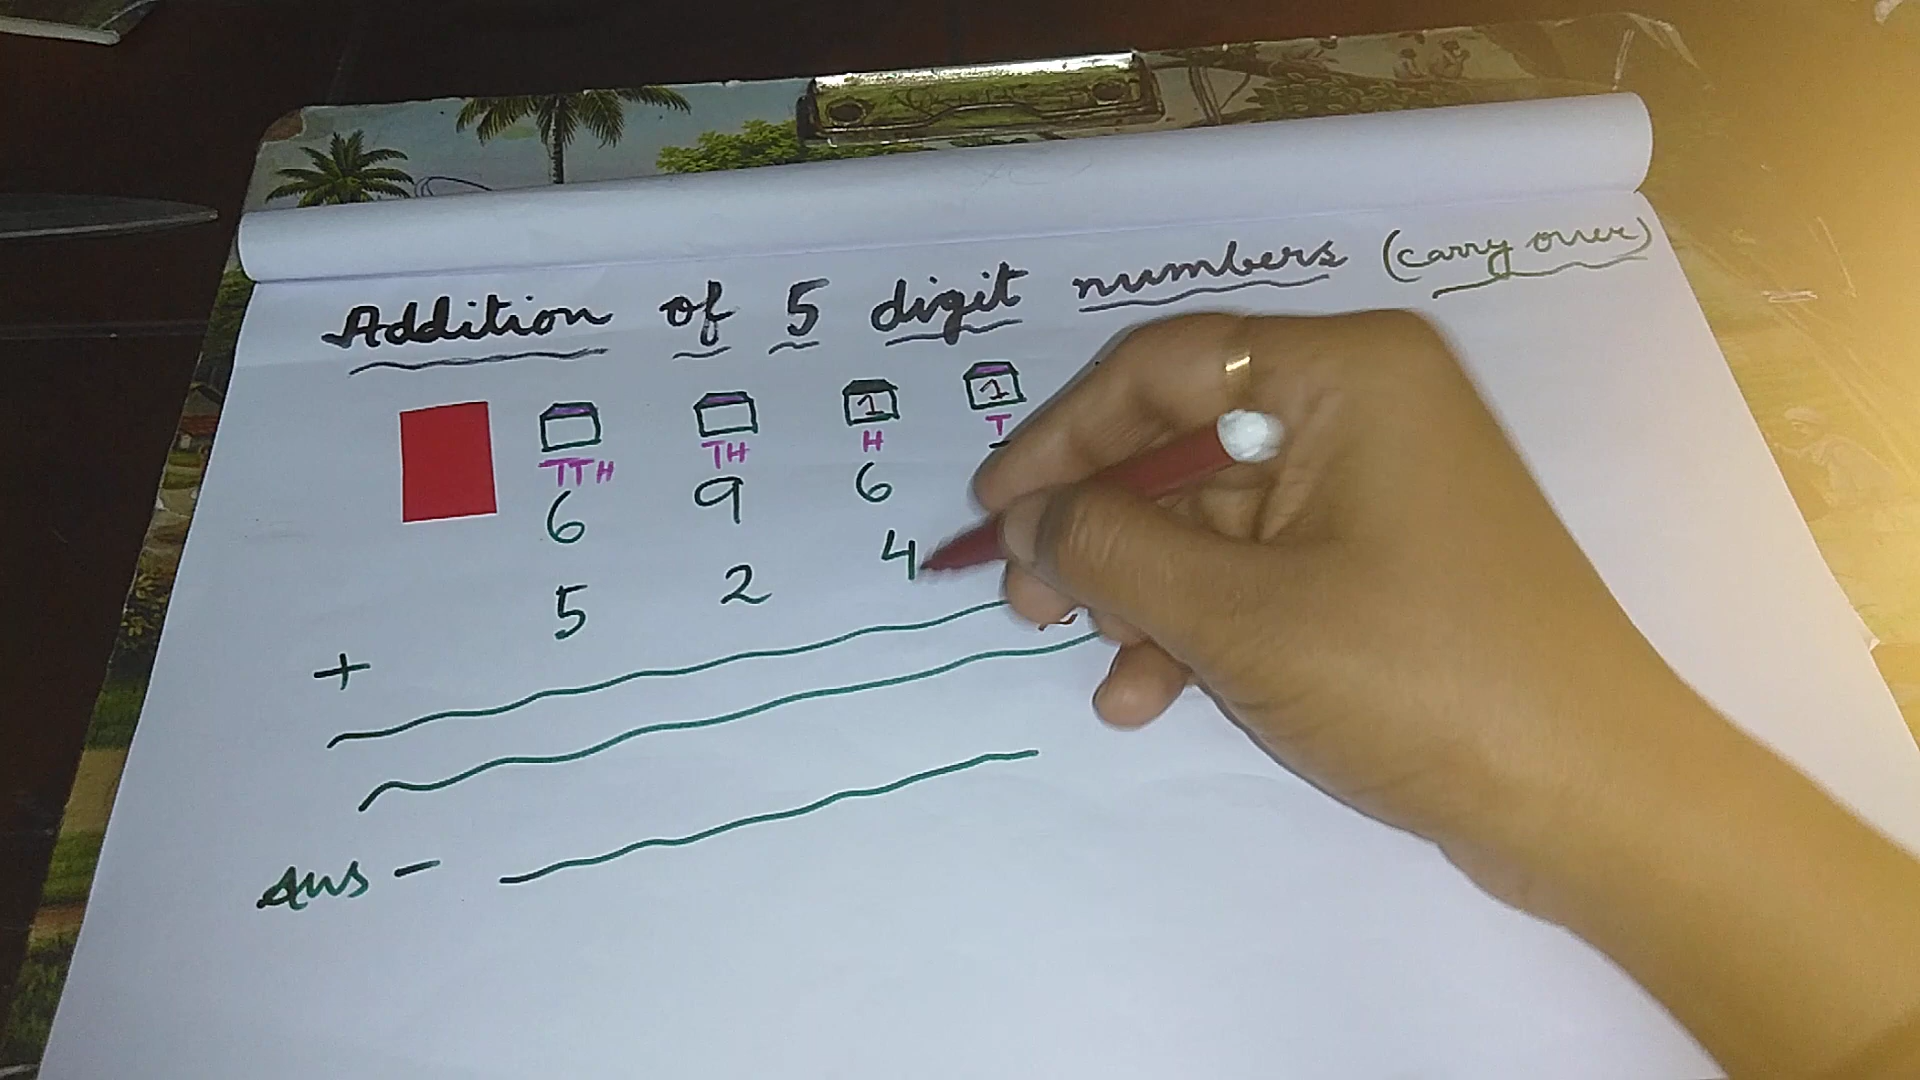 Addition of 5 digit numbers (carry over)
1 1
TTH TH H T
6 9 6
5 2 4
+
Ans -